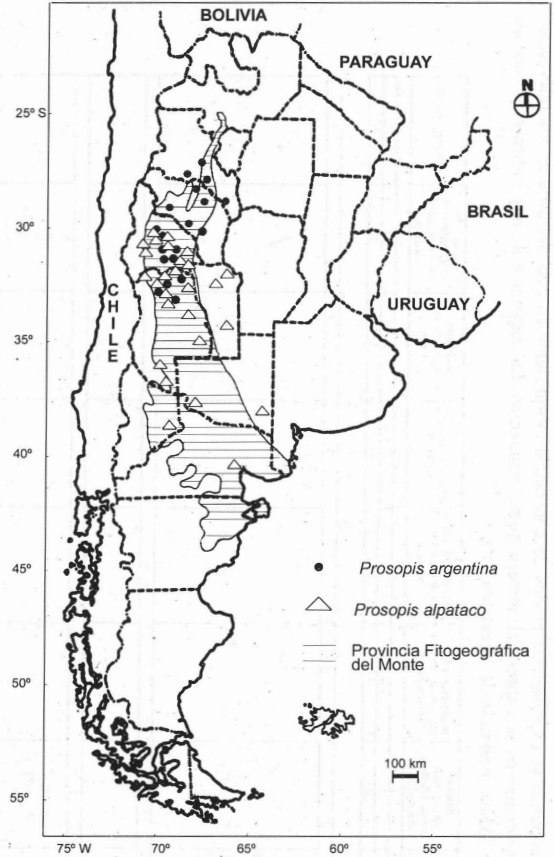 BOLIVIA
PARAGUAY
N
25° S
BRASIL
30°
CHILE
URUGUAY
35°
40°
45°
Prosopis argentina
Prosopis alpataco
Provincia Fitogeográfica
del Monte
50°
100 km
55°
75° W
70°
65°
60°
55°